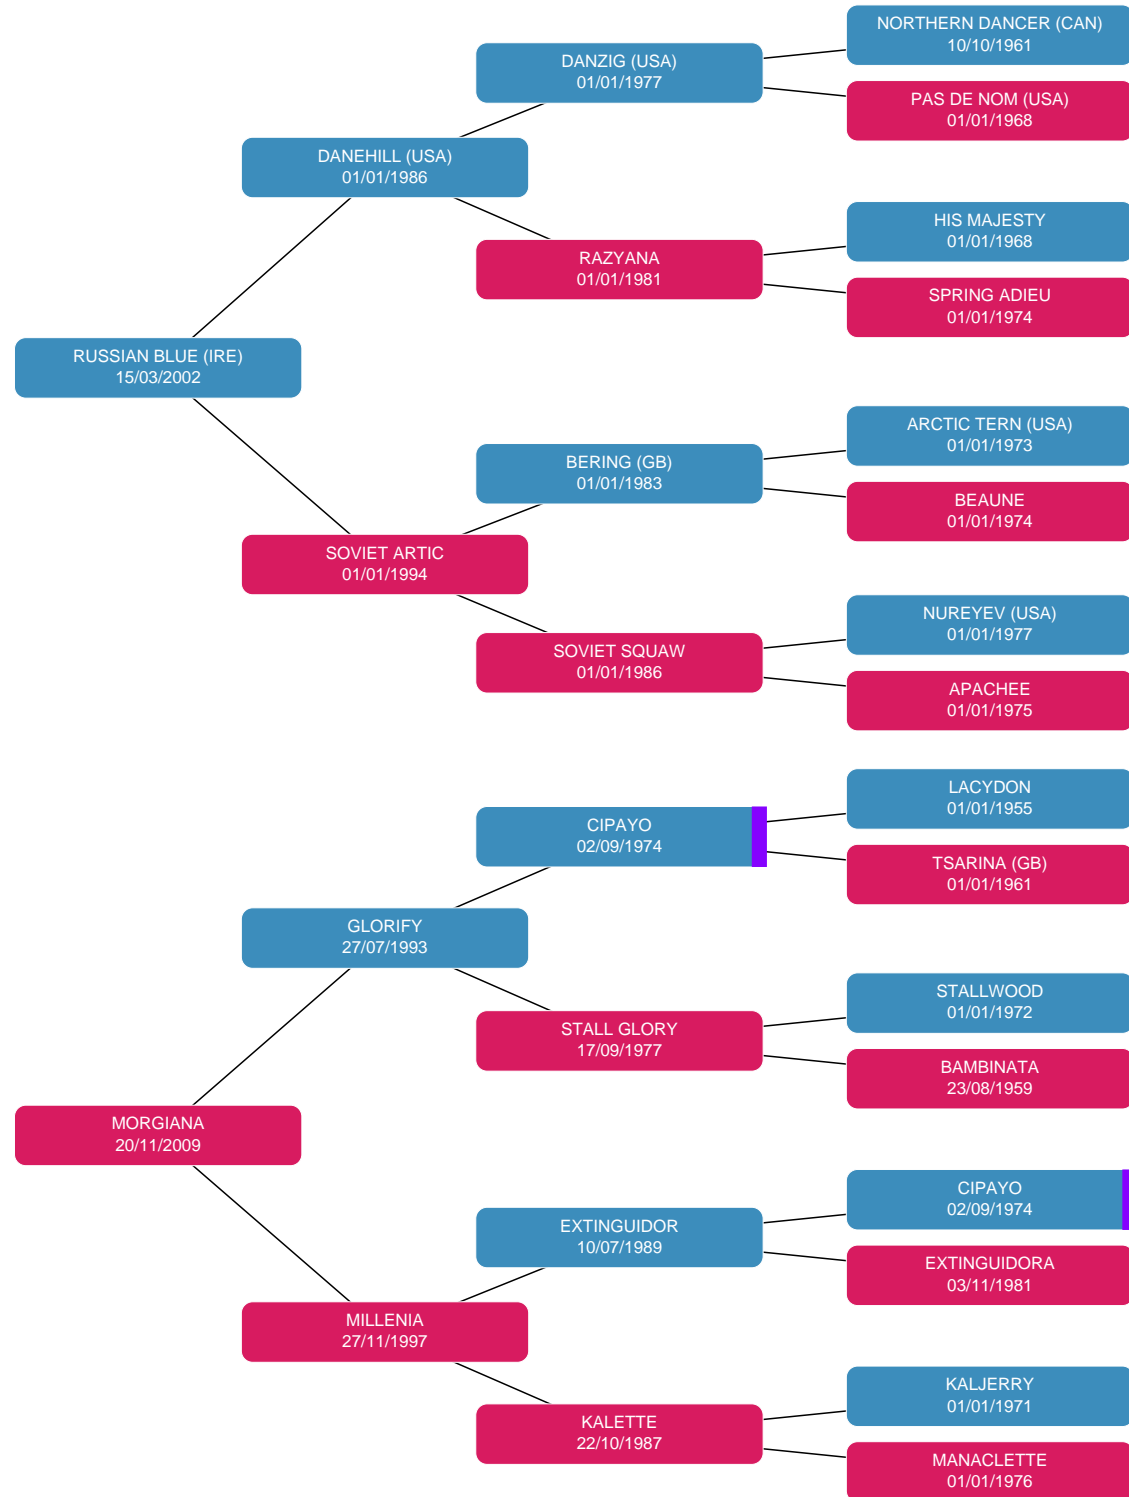 NORTHERN DANCER (CAN)
10/10/1961
DANZIG (USA)
01/01/1977
PAS DE NOM (USA)
01/01/1968
DANEHILL (USA)
01/01/1986
HIS MAJESTY
01/01/1968
RAZYANA
01/01/1981
SPRING ADIEU
01/01/1974
RUSSIAN BLUE (IRE)
15/03/2002
ARCTIC TERN (USA)
01/01/1973
BERING (GB)
01/01/1983
BEAUNE
01/01/1974
SOVIET ARTIC
01/01/1994
NUREYEV (USA)
01/01/1977
SOVIET SQUAW
01/01/1986
APACHEE
01/01/1975
LACYDON
01/01/1955
CIPAYO
02/09/1974
TSARINA (GB)
01/01/1961
GLORIFY
27/07/1993
STALLWOOD
01/01/1972
STALL GLORY
17/09/1977
BAMBINATA
23/08/1959
MORGIANA
20/11/2009
CIPAYO
02/09/1974
EXTINGUIDOR
10/07/1989
EXTINGUIDORA
03/11/1981
MILLENIA
27/11/1997
KALJERRY
01/01/1971
KALETTE
22/10/1987
MANACLETTE
01/01/1976